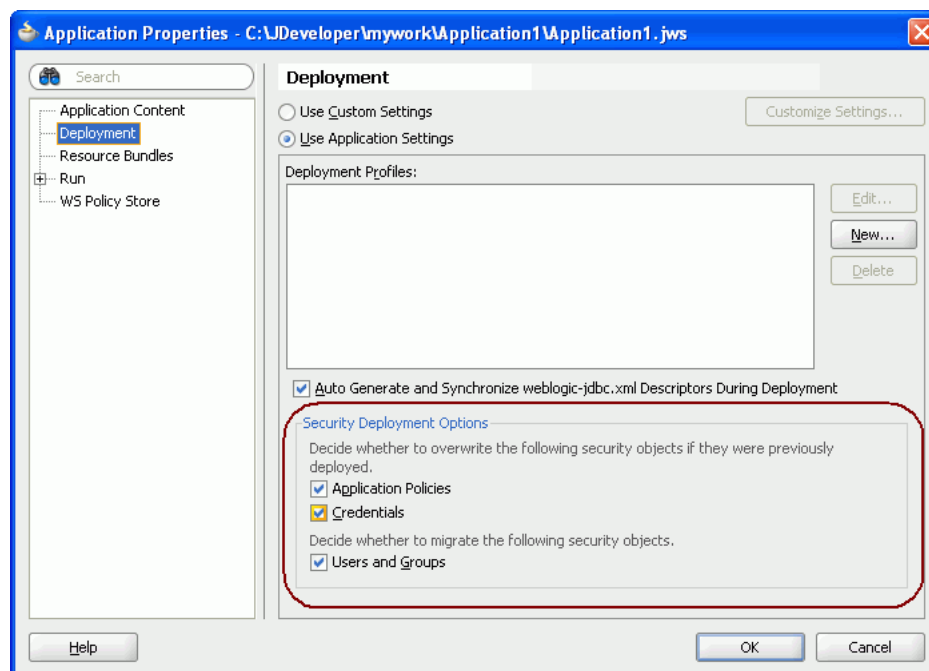 Application Properties - C:\JDeveloper\mywork\Application1\Application1.jws
Search
Application Content
Deployment
Resource Bundles
Run
WS Policy Store
Deployment
Use Custom Settings
Customize Settings...
Use Application Settings
Deployment Profiles:
Edit...
New...
Delete
Auto Generate and Synchronize weblogic-jdbc.xml Descriptors During Deployment
Security Deployment Options
Decide whether to overwrite the following security objects if they were previously
deployed.
Application Policies
Credentials
Decide whether to migrate the following security objects.
Users and Groups
Help
OK
Cancel